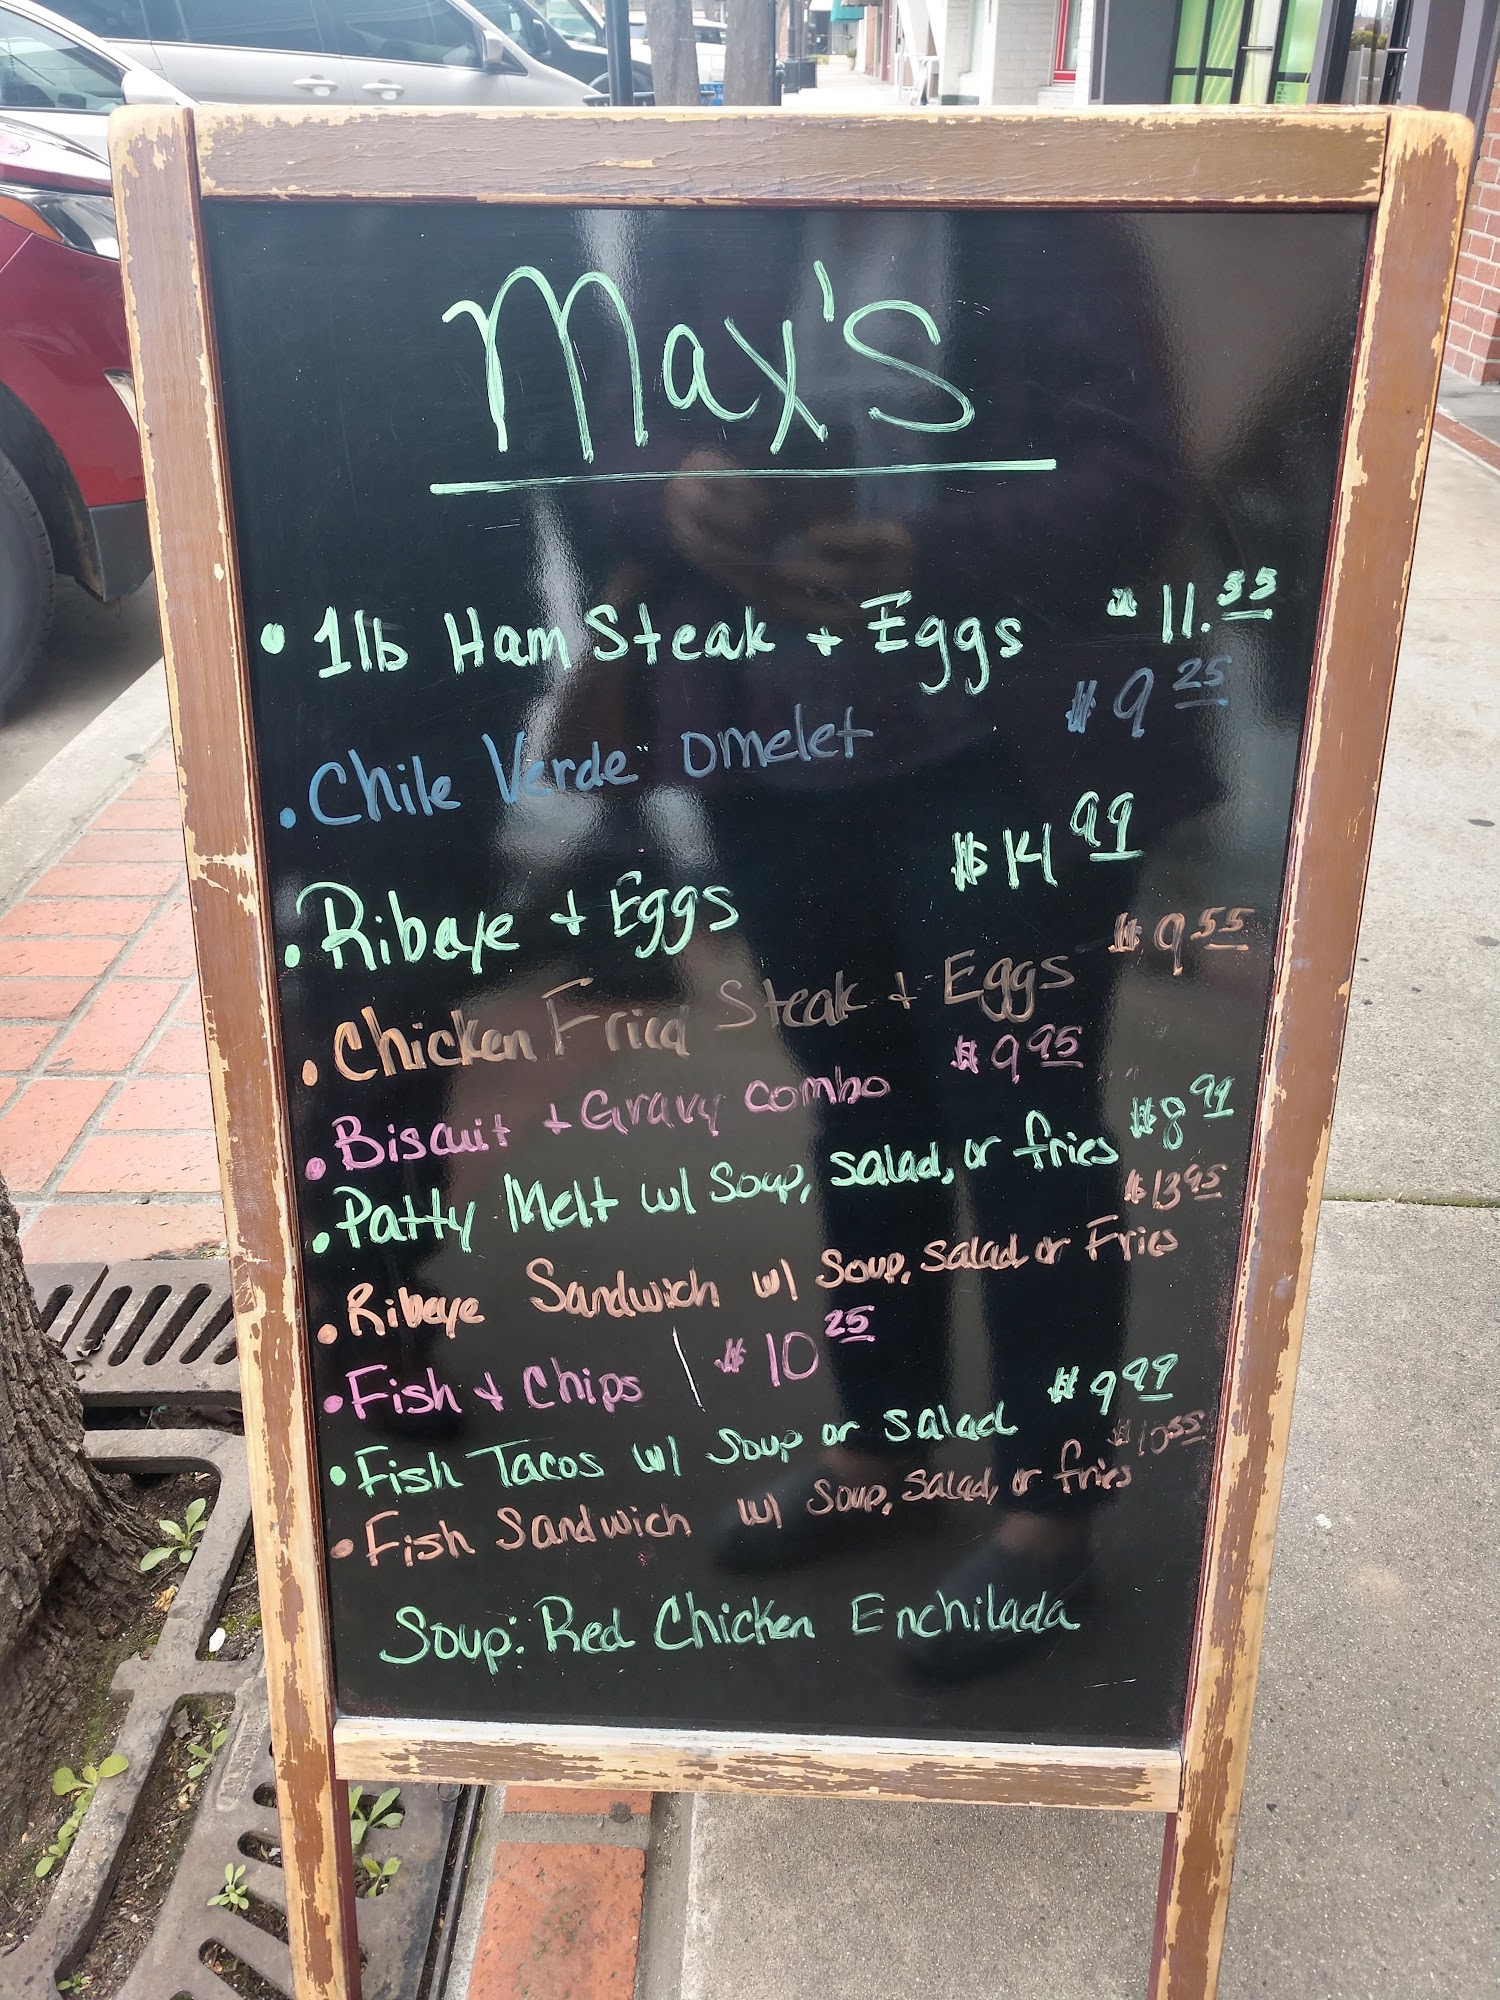 Max's
• 1lb Ham Steak + Eggs $11.55
• Chile Verde omelet $9 25
• Ribeye + Eggs $14 99
• Chicken Fried Steak + Eggs $9 55
• Biscuit + Gravy combo $9 95
• Patty Melt w/ Soup, salad, or fries $8 99
• Ribeye Sandwich w/ Soup, Salad or Fries $13 95
• Fish + Chips | $10 25
• Fish Tacos w/ Soup or salad $9 99
• Fish Sandwich w/ Soup, Salad, or fries $10 55
Soup: Red Chicken Enchilada